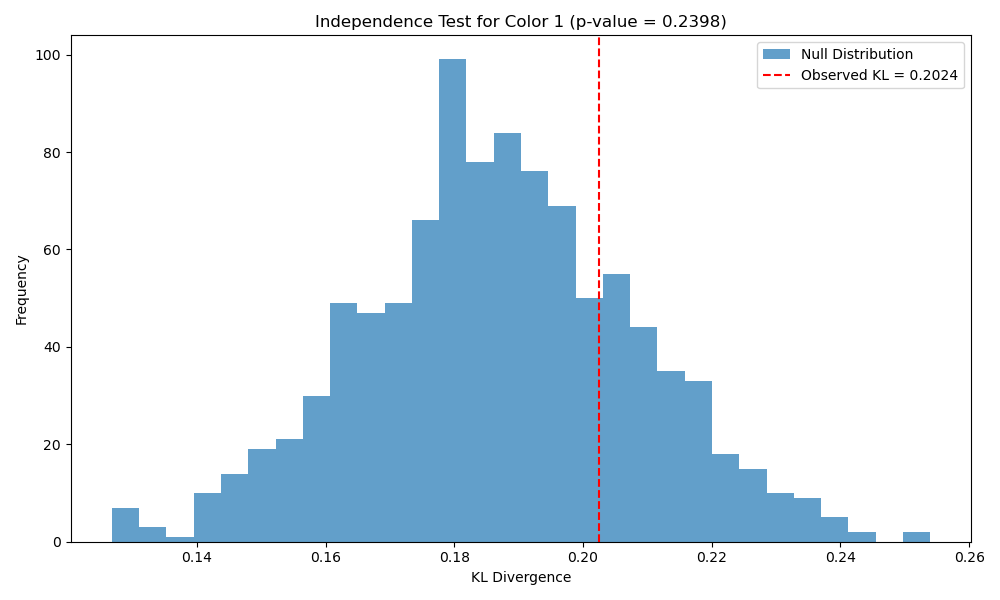 Independence Test for Color 1 (p-value = 0.2398)
Null Distribution
Observed KL = 0.2024
100
80
60
40
20
0
Frequency
0.14
0.16
0.18
0.20
0.22
0.24
0.26
KL Divergence